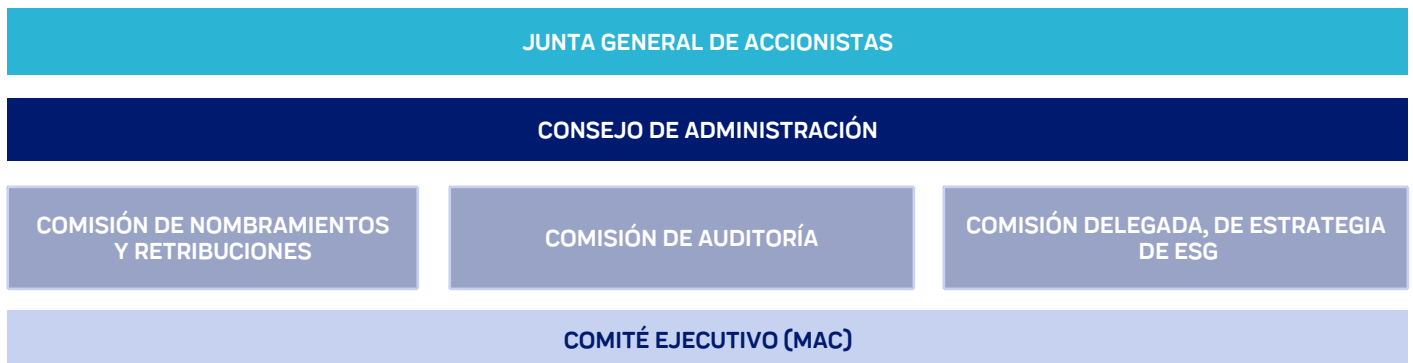 JUNTA GENERAL DE ACCIONISTAS
CONSEJO DE ADMINISTRACIÓN
COMISIÓN DE NOMBRAMIENTOS
Y RETRIBUCIONES
COMISIÓN DE AUDITORÍA
COMISIÓN DELEGADA, DE ESTRATEGIA
DE ESG
COMITÉ EJECUTIVO (MAC)